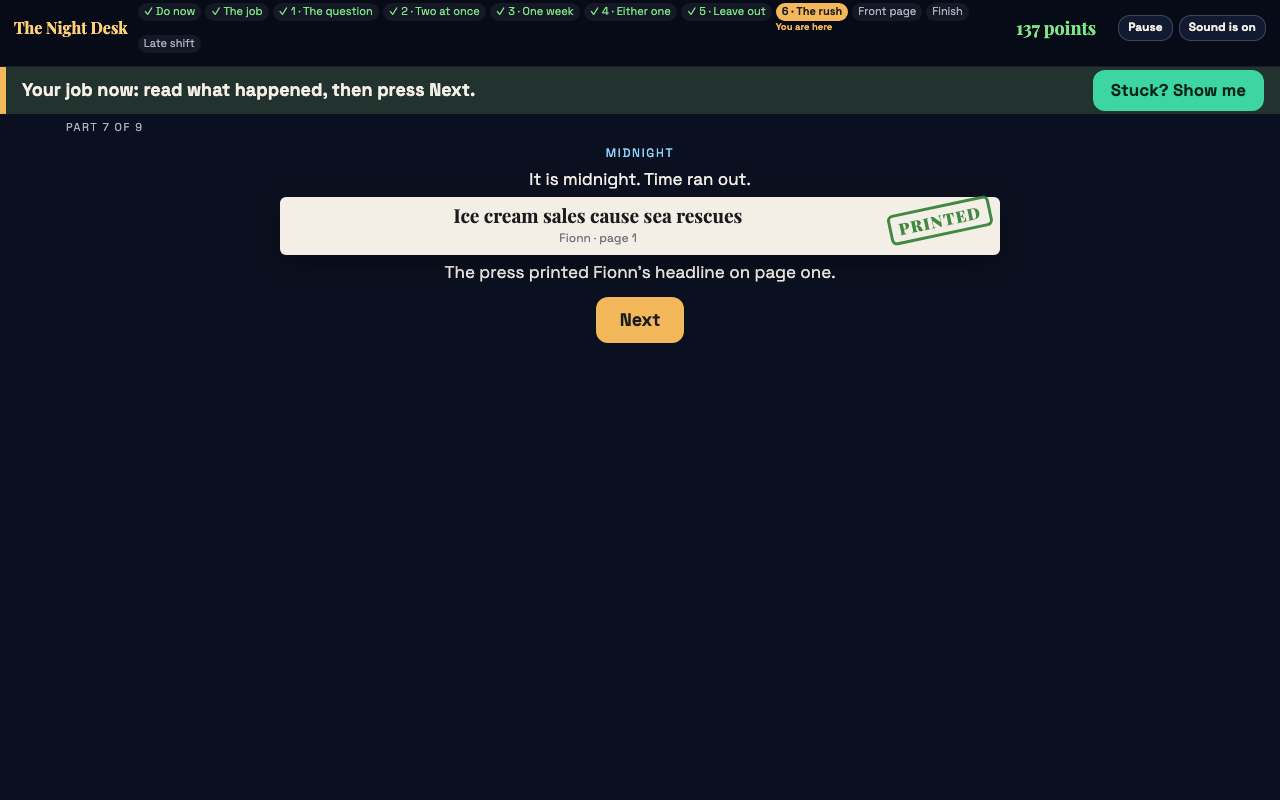 The Night Desk
✓ Do now
✓ The job
✓ 1 · The question
✓ 2 · Two at once
✓ 3 · One week
✓ 4 · Either one
✓ 5 · Leave out
6 · The rush
You are here
Front page
Finish
Late shift
137 points
Pause
Sound is on
Your job now: read what happened, then press Next.
Stuck? Show me
PART 7 OF 9
MIDNIGHT
It is midnight. Time ran out.
Ice cream sales cause sea rescues
Fionn · page 1
PRINTED
The press printed Fionn's headline on page one.
Next